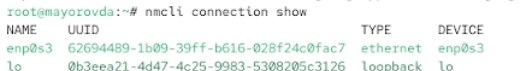 root@mayorovda:~# nmcli connection show
NAME UUID TYPE DEVICE
enp0s3 62694489-1b09-39ff-b616-028f24c0fac7 ethernet enp0s3
lo 0b3eea21-4d47-4c25-9983-5308205c3126 loopback lo